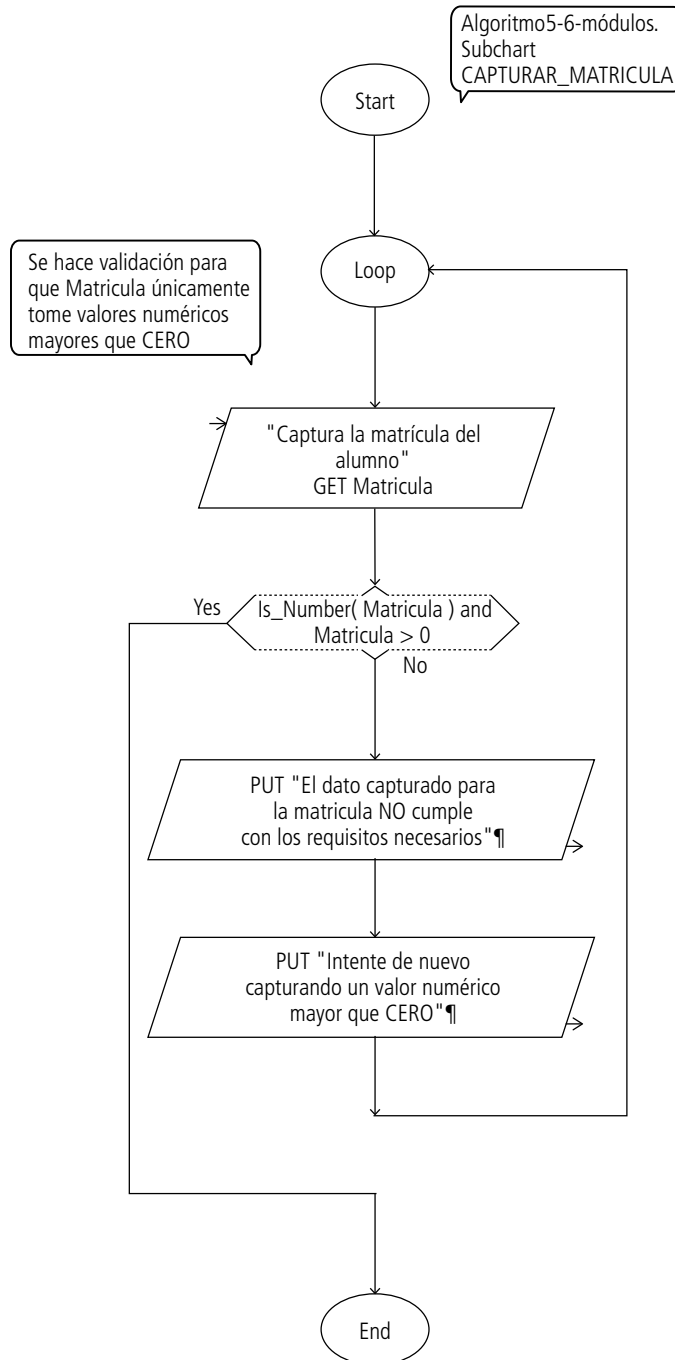 Algoritmo5-6-módulos.
Subchart
CAPTURAR_MATRICULA
Start
Loop
Se hace validación para
que Matricula únicamente
tome valores numéricos
mayores que CERO
"Captura la matrícula del
alumno"
GET Matricula
Yes
Is_Number( Matricula ) and
Matricula > 0
No
PUT "El dato capturado para
la matricula NO cumple
con los requisitos necesarios"¶
PUT "Intente de nuevo
capturando un valor numérico
mayor que CERO"¶
End